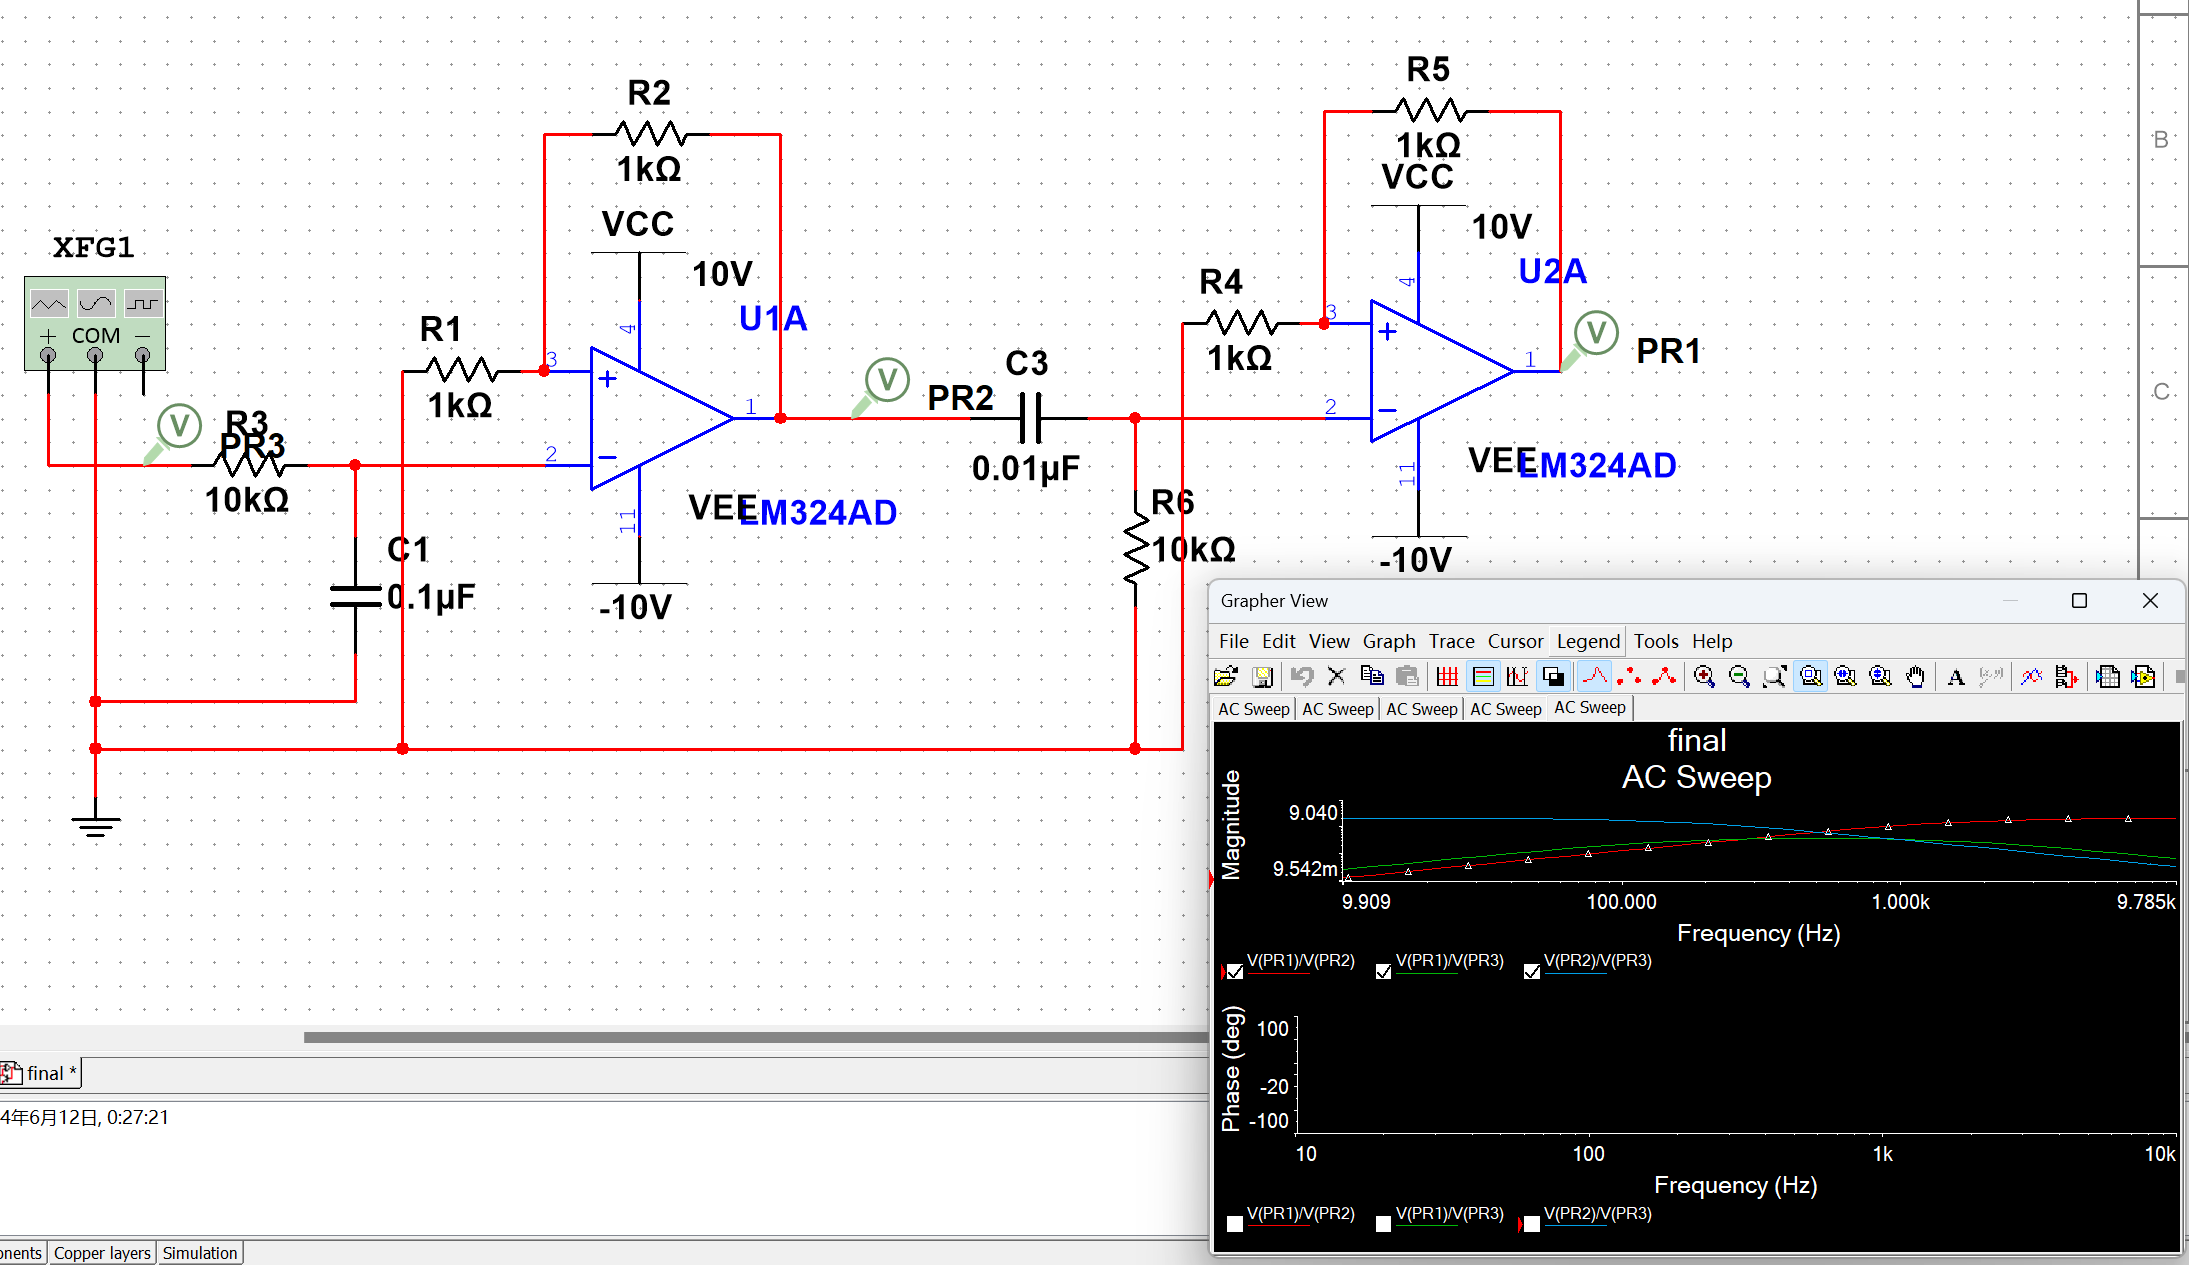 R5
1kΩ
VCC
10V
U2A
4
R2
1kΩ
VCC
10V
U1A
4
XFG1
+ COM −
R1
1kΩ
3
+
1
2
−
11
VEE
LM324AD
-10V
R3
PR3
10kΩ
C1
0.1µF
PR2
C3
0.01µF
R4
1kΩ
3
+
1
2
−
11
PR1
VEE
LM324AD
-10V
R6
10kΩ
V
V
V
B
C
Grapher View
File Edit View Graph Trace Cursor Legend Tools Help
AC Sweep AC Sweep AC Sweep AC Sweep AC Sweep
final
AC Sweep
Magnitude
9.040
9.542m
9.909 100.000 1.000k 9.785k
Frequency (Hz)
V(PR1)/V(PR2) V(PR1)/V(PR3) V(PR2)/V(PR3)
Phase (deg)
100
-20
-100
10 100 1k 10k
Frequency (Hz)
V(PR1)/V(PR2) V(PR1)/V(PR3) V(PR2)/V(PR3)
final *
4年6月12日, 0:27:21
onents Copper layers Simulation